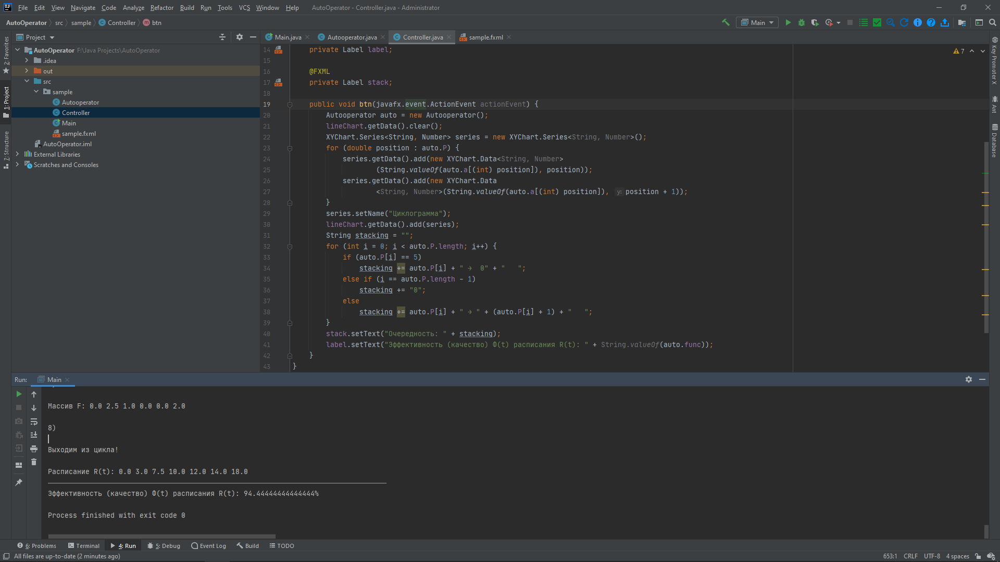 File Edit View Navigate Code Analyze Refactor Build Run Tools VCS Window Help AutoOperator - Controller.java - Administrator
AutoOperator src sample Controller btn Main
Project
Main.java Autooperator.java Controller.java sample.fxml
AutoOperator F:\Java Projects\AutoOperator
.idea
out
src
sample
Autooperator
Controller
Main
sample.fxml
AutoOperator.iml
External Libraries
Scratches and Consoles
2: Favorites
1: Project
7: Structure
14 private Label label;
15
16 @FXML
17 private Label stack;
18
19 public void btn(javafx.event.ActionEvent actionEvent) {
20 Autooperator auto = new Autooperator();
21 lineChart.getData().clear();
22 XYChart.Series<String, Number> series = new XYChart.Series<String, Number>();
23 for (double position : auto.P) {
24 series.getData().add(new XYChart.Data<String, Number>
25 (String.valueOf(auto.a[(int) position]), position));
26 series.getData().add(new XYChart.Data
27 <String, Number>(String.valueOf(auto.a[(int) position]), y: position + 1));
28 }
29 series.setName("Циклограмма");
30 lineChart.getData().add(series);
31 String stacking = "";
32 for (int i = 0; i < auto.P.length; i++) {
33 if (auto.P[i] == 5)
34 stacking += auto.P[i] + " →  0" + "   ";
35 else if (i == auto.P.length - 1)
36 stacking += "0";
37 else
38 stacking += auto.P[i] + " → " + (auto.P[i] + 1) + "   ";
39 }
40 stack.setText("Очередность: " + stacking);
41 label.setText("Эффективность (качество) Ф(t) расписания R(t): " + String.valueOf(auto.func));
42 }
43 }
7
Key Promoter X
Ant
Database
Run: Main
Массив F: 0.0 2.5 1.0 0.0 0.0 2.0
8)
Выходим из цикла!
Расписание R(t): 0.0 3.0 7.5 10.0 12.0 14.0 18.0
Эффективность (качество) Ф(t) расписания R(t): 94.44444444444444%
Process finished with exit code 0
6: Problems Terminal 4: Run 5: Debug Event Log Build TODO
All files are up-to-date (2 minutes ago) 653:1 CRLF UTF-8 4 spaces